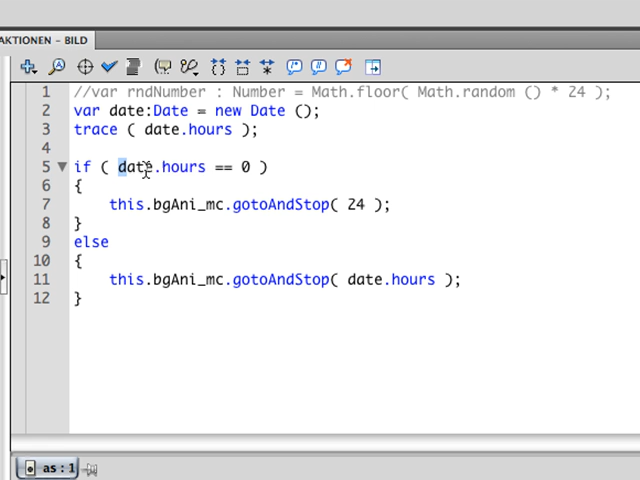 AKTIONEN – BILD
1 //var rndNumber : Number = Math.floor( Math.random () * 24 );
2 var date:Date = new Date ();
3 trace ( date.hours );
4
5 if ( date.hours == 0 )
6 {
7 this.bgAni_mc.gotoAndStop( 24 );
8 }
9 else
10 {
11 this.bgAni_mc.gotoAndStop( date.hours );
12 }
as : 1